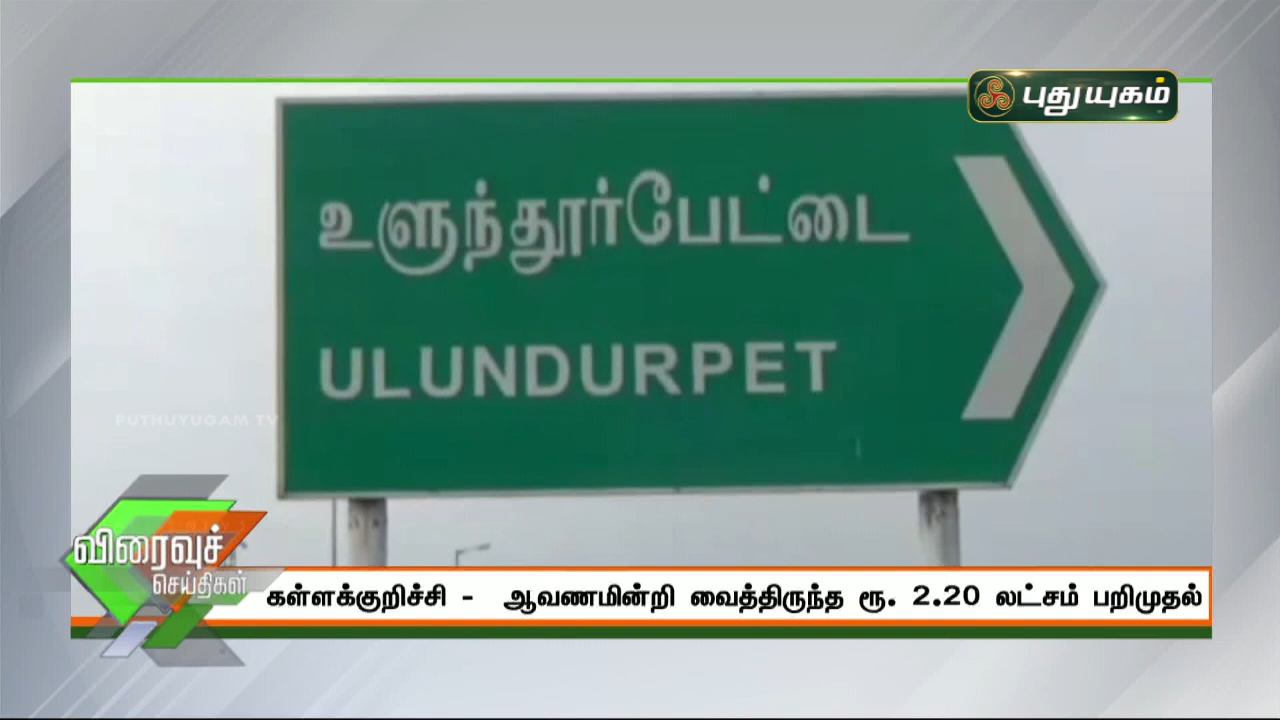 புதுயுகம்
உளுந்தூர்பேட்டை
ULUNDURPET
PUTHUYUGAM TV
விரைவுச்
செய்திகள்
கள்ளக்குறிச்சி - ஆவணமின்றி வைத்திருந்த ரூ. 2.20 லட்சம் பறிமுதல்